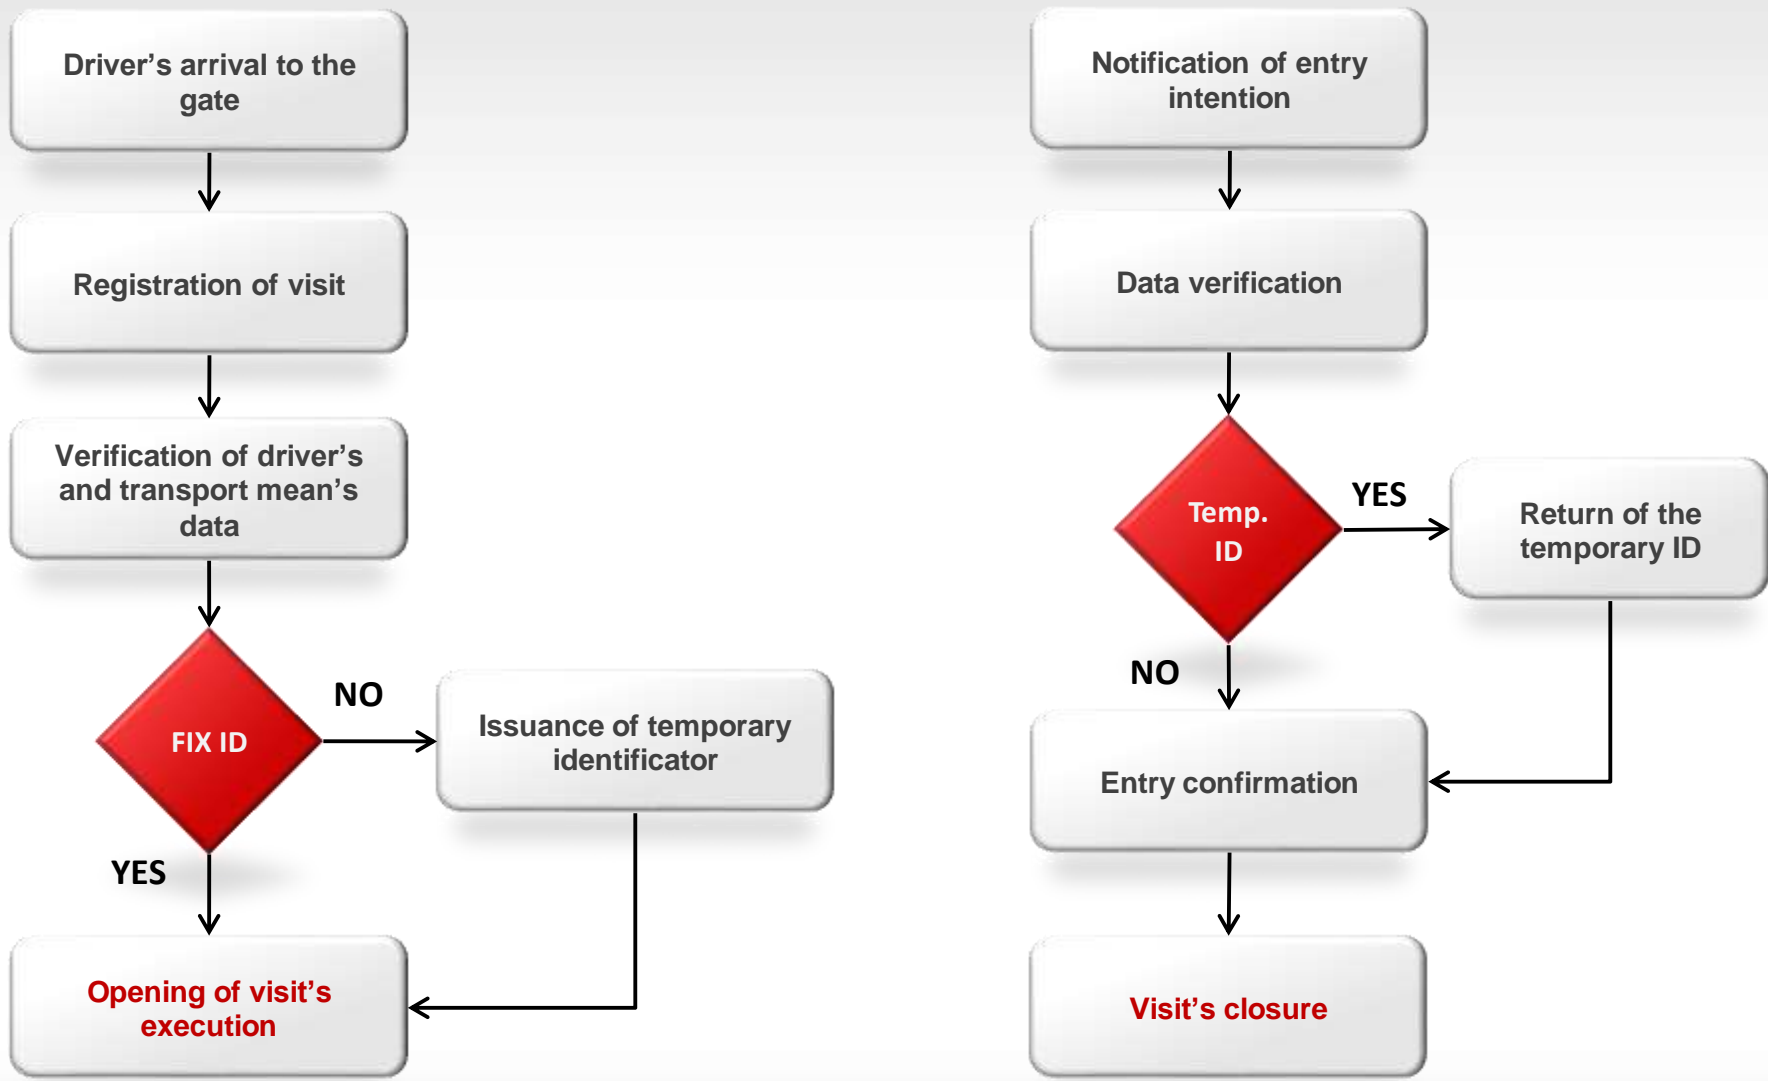 Driver’s arrival to the
gate
Registration of visit
Verification of driver’s
and transport mean’s
data
FIX ID
NO
Issuance of temporary
identificator
YES
Opening of visit’s
execution
Notification of entry
intention
Data verification
Temp.
ID
YES
Return of the
temporary ID
NO
Entry confirmation
Visit’s closure